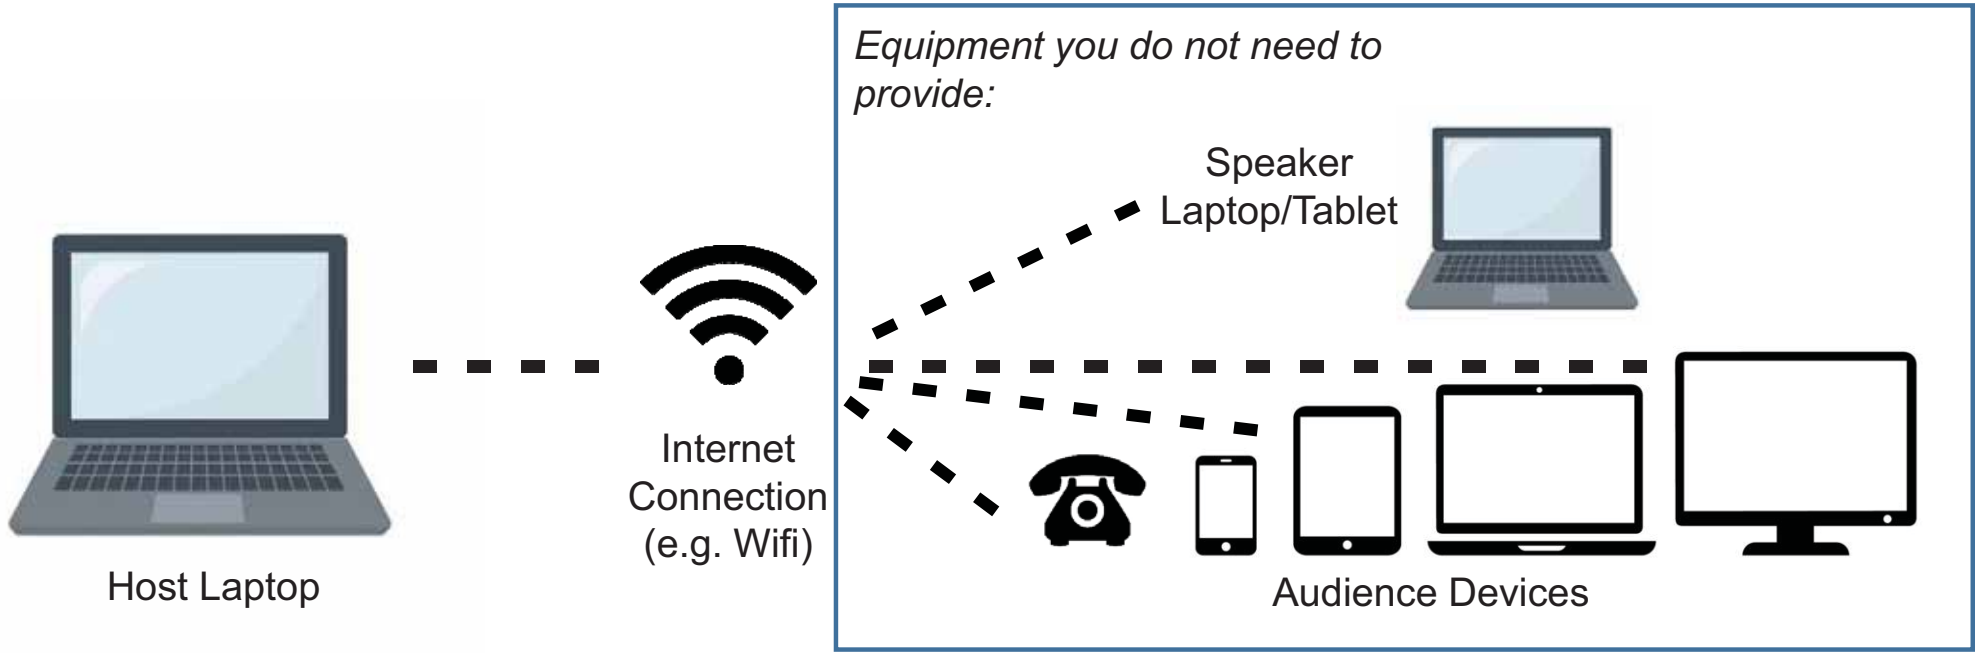 Equipment you do not need to
provide:
Speaker
Laptop/Tablet
Internet
Connection
(e.g. Wifi)
Host Laptop
Audience Devices